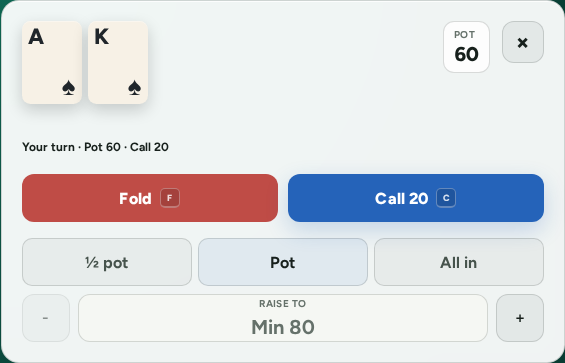 A K
♠ ♠
POT
60
×
Your turn · Pot 60 · Call 20
Fold F
Call 20 C
½ pot
Pot
All in
-
RAISE TO
Min 80
+